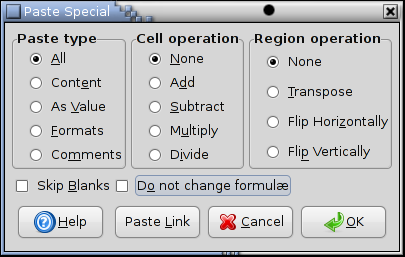 Paste Special
Paste type
All
Content
As Value
Formats
Comments
Cell operation
None
Add
Subtract
Multiply
Divide
Region operation
None
Transpose
Flip Horizontally
Flip Vertically
Skip Blanks
Do not change formulæ
Help
Paste Link
Cancel
OK